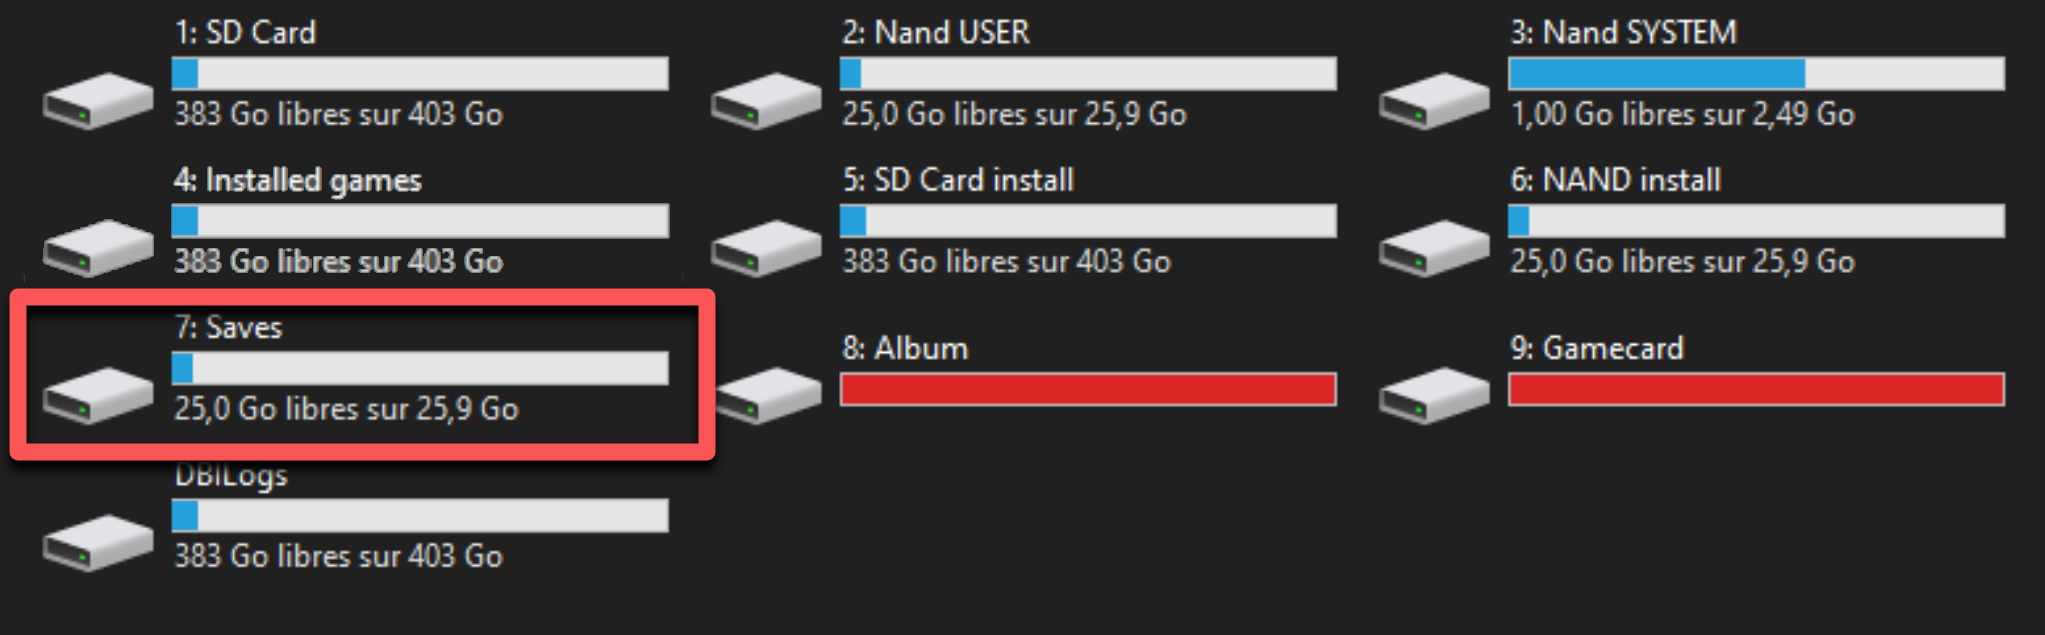 1: SD Card
383 Go libres sur 403 Go
2: Nand USER
25,0 Go libres sur 25,9 Go
3: Nand SYSTEM
1,00 Go libres sur 2,49 Go
4: Installed games
383 Go libres sur 403 Go
5: SD Card install
383 Go libres sur 403 Go
6: NAND install
25,0 Go libres sur 25,9 Go
7: Saves
25,0 Go libres sur 25,9 Go
8: Album
9: Gamecard
DBILogs
383 Go libres sur 403 Go